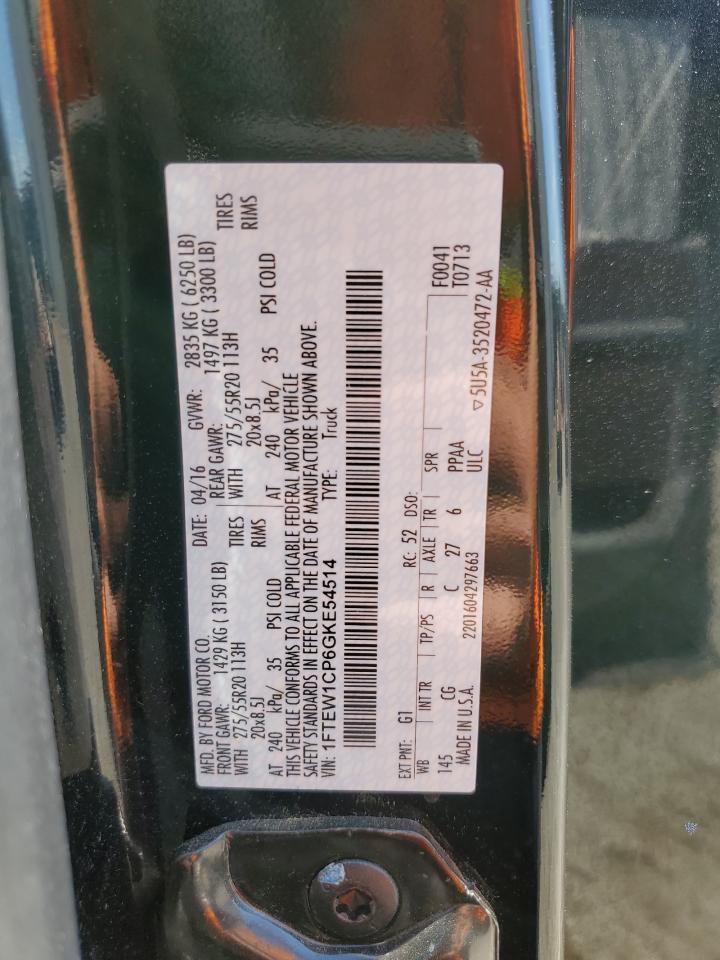 MFD. BY FORD MOTOR CO. DATE: 04/16 GVWR: 2835 KG ( 6250 LB)
FRONT GAWR: 1429 KG ( 3150 LB) REAR GAWR: 1497 KG ( 3300 LB)
WITH 275/55R20 113H TIRES WITH 275/55R20 113H TIRES
20x8.5J RIMS 20x8.5J RIMS
AT 240 kPa/ 35 PSI COLD AT 240 kPa/ 35 PSI COLD
THIS VEHICLE CONFORMS TO ALL APPLICABLE FEDERAL MOTOR VEHICLE
SAFETY STANDARDS IN EFFECT ON THE DATE OF MANUFACTURE SHOWN ABOVE.
VIN: 1FTEW1CP6GKE54514 TYPE: Truck
EXT PNT: G1 RC: 52 DSO: F0041
WB INT TR TP/PS R AXLE TR SPR T0713
145 CG C 27 6 PPAA
MADE IN U.S.A. 2201604297663 ULC ▽5U5A-3520472-AA